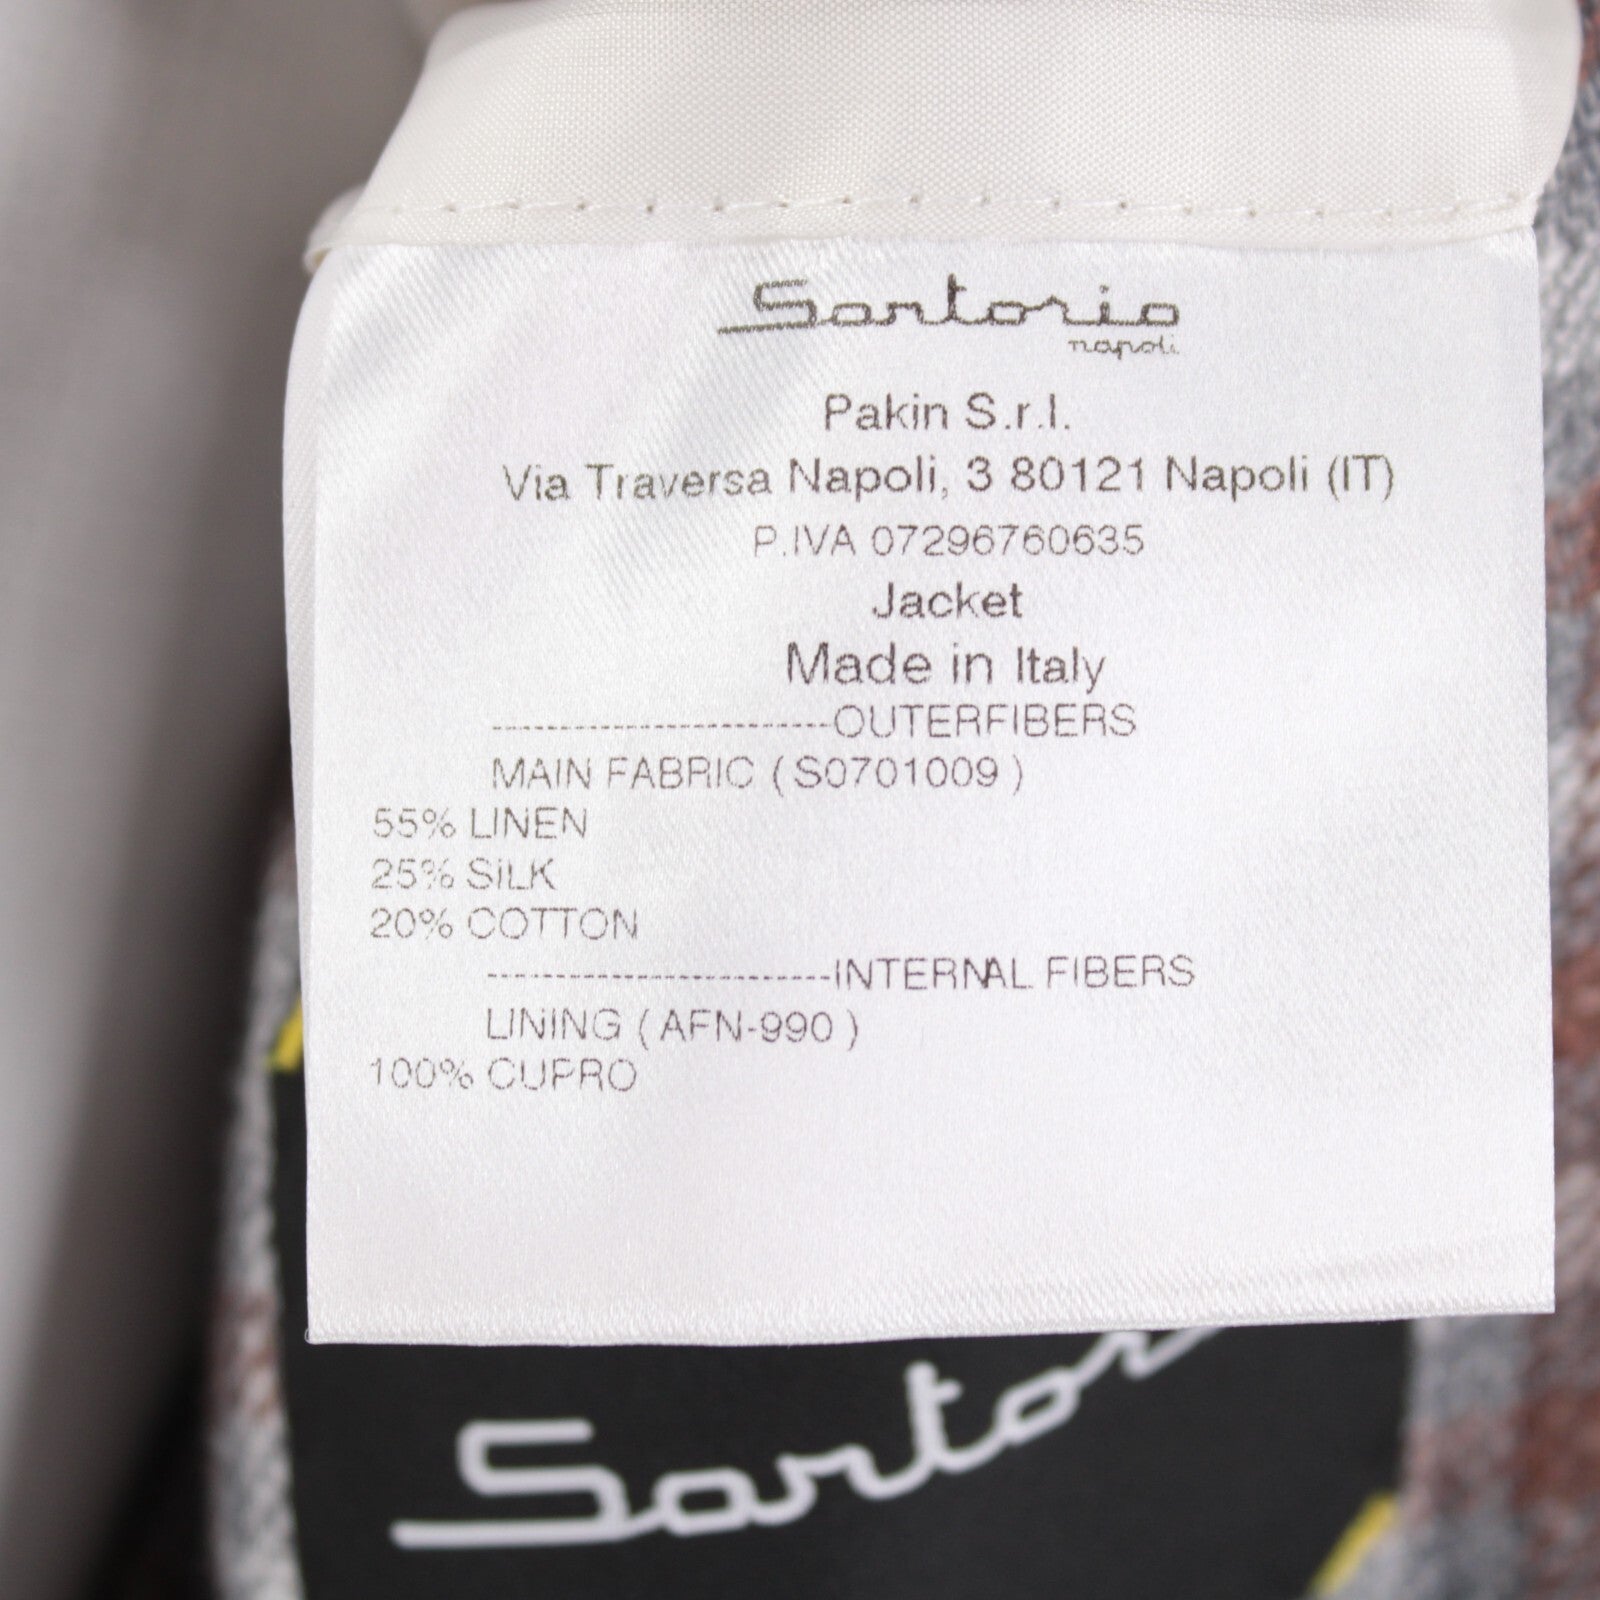 Sartorio
napoli
Pakin S.r.l.
Via Traversa Napoli, 3 80121 Napoli (IT)
P.IVA 07296760635
Jacket
Made in Italy
------------------------OUTERFIBERS
MAIN FABRIC ( S0701009 )
55% LINEN
25% SILK
20% COTTON
------------------------INTERNAL FIBERS
LINING ( AFN-990 )
100% CUPRO
Sartor